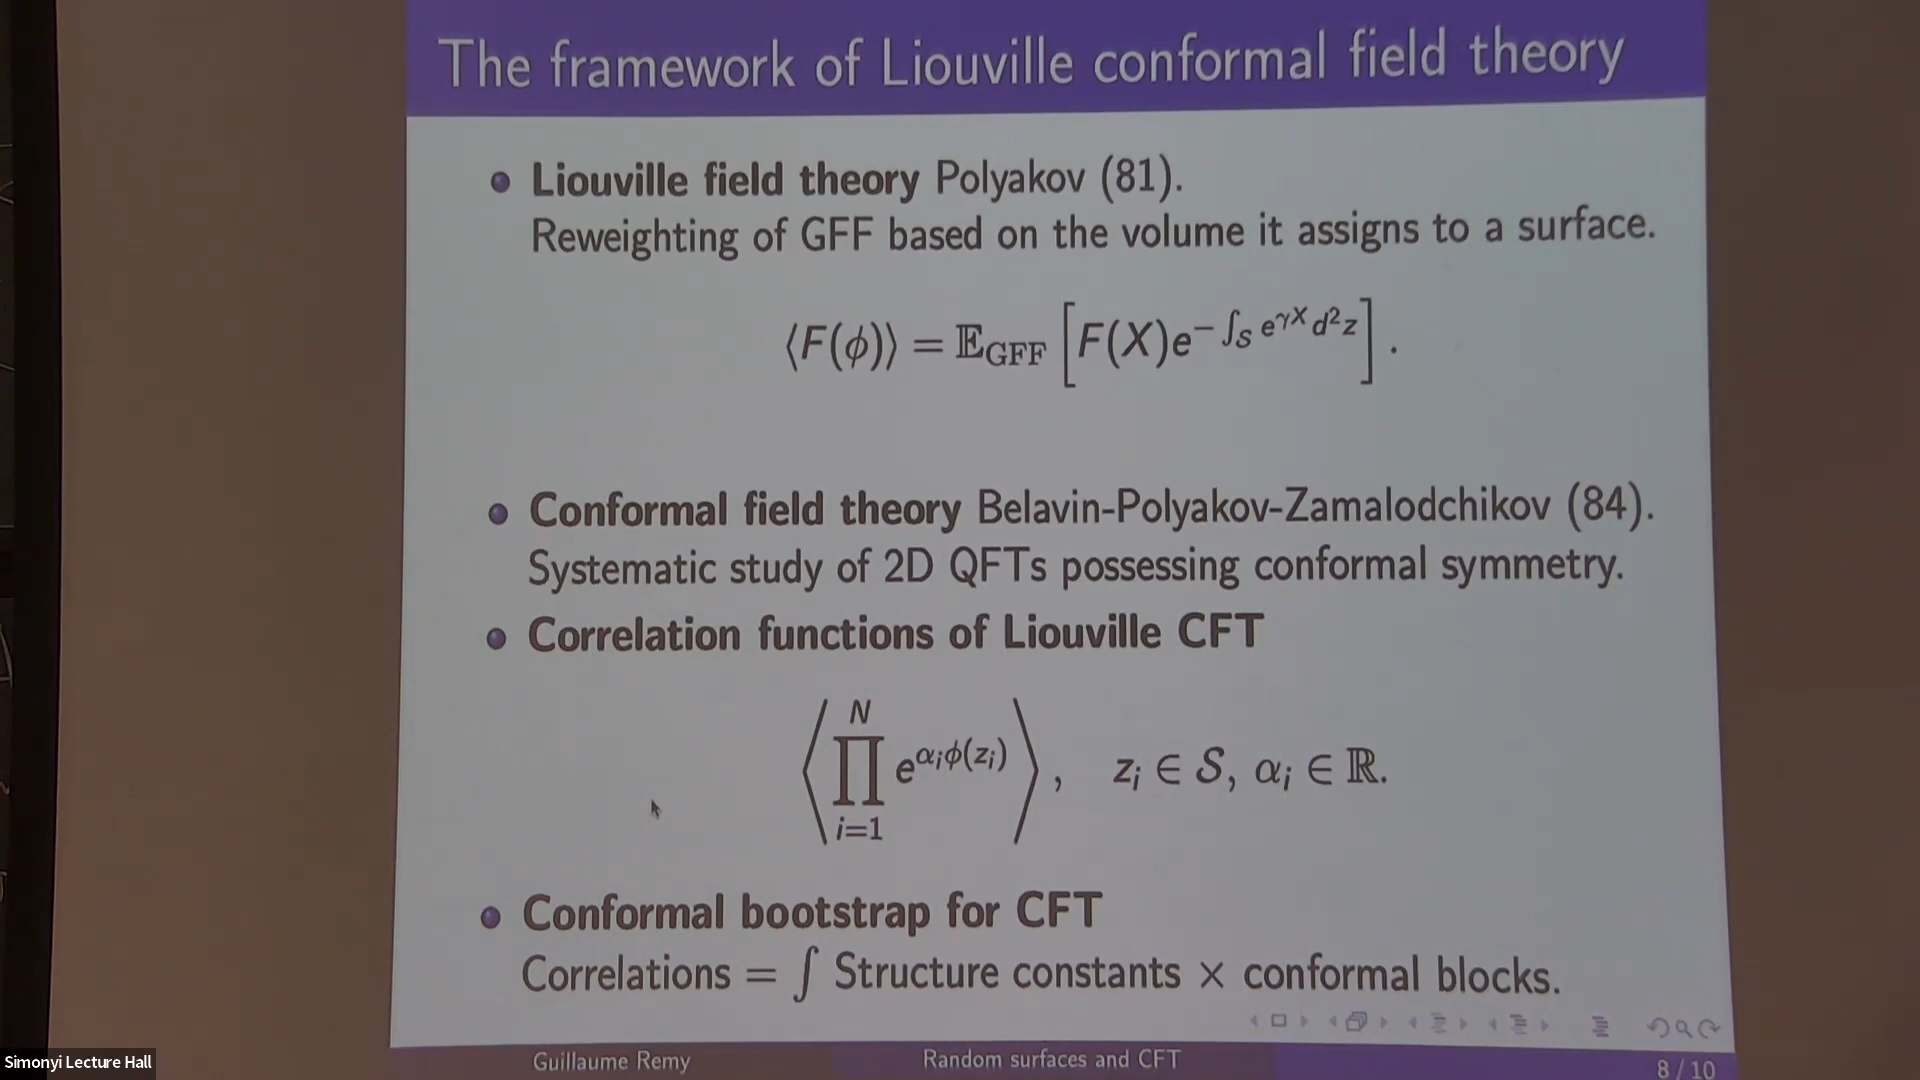 The framework of Liouville conformal field theory
Liouville field theory Polyakov (81).
Reweighting of GFF based on the volume it assigns to a surface.
⟨F(ϕ)⟩ = 𝔼_GFF [F(X)e^{−∫_S e^{γX} d²z}].
Conformal field theory Belavin-Polyakov-Zamalodchikov (84).
Systematic study of 2D QFTs possessing conformal symmetry.
Correlation functions of Liouville CFT
⟨∏_{i=1}^{N} e^{α_iϕ(z_i)}⟩, z_i ∈ S, α_i ∈ ℝ.
Conformal bootstrap for CFT
Correlations = ∫ Structure constants × conformal blocks.
Guillaume Remy Random surfaces and CFT 8 / 10
Simonyi Lecture Hall